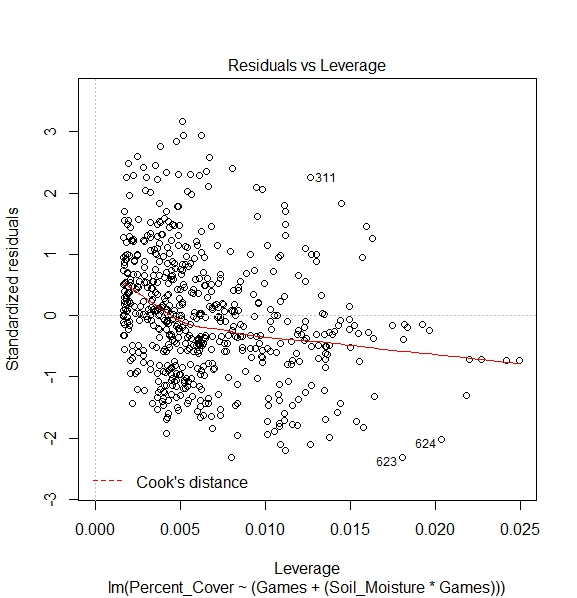 Residuals vs Leverage
3
2
1
0
-1
-2
-3
Standardized residuals
311
624
623
Cook's distance
0.000 0.005 0.010 0.015 0.020 0.025
Leverage
lm(Percent_Cover ~ (Games + (Soil_Moisture * Games)))